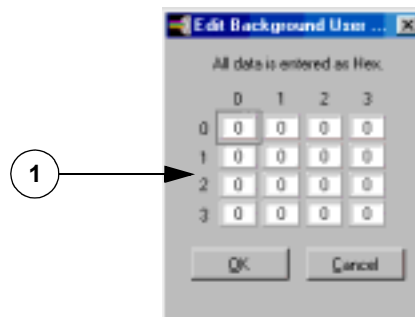 Edit Background User ...
All data is entered as Hex.
0 1 2 3
0 0 0 0 0
1 0 0 0 0
1 2 0 0 0 0
3 0 0 0 0
OK Cancel